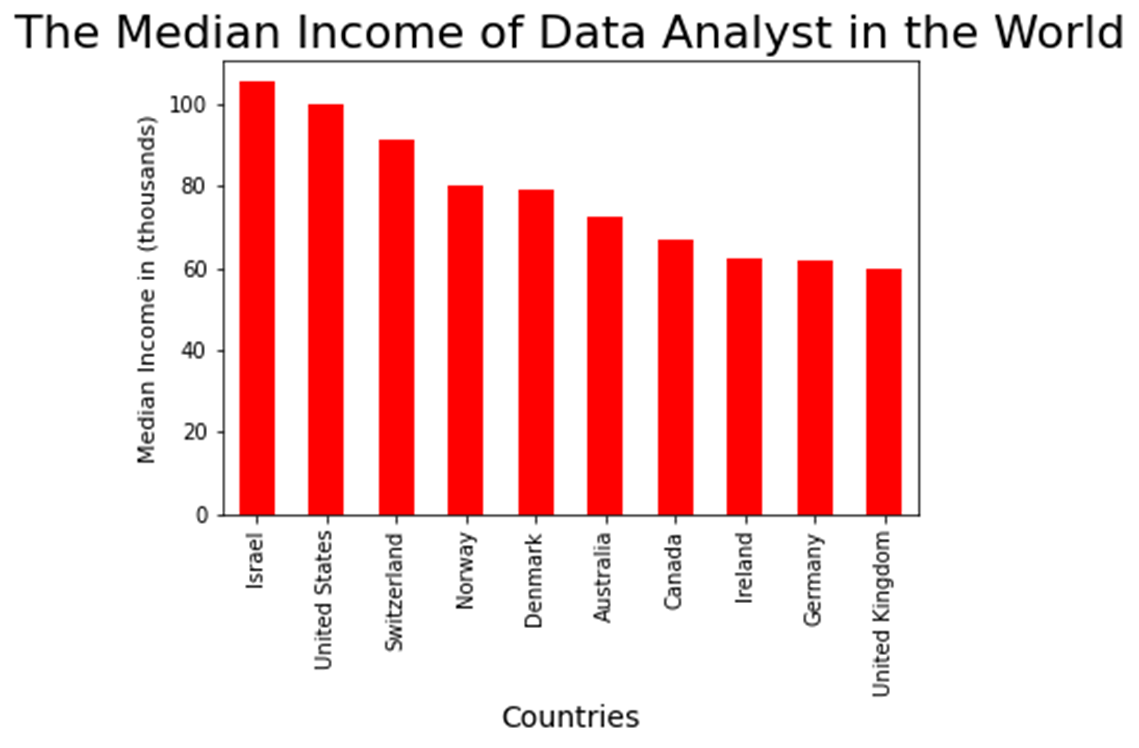 The Median Income of Data Analyst in the World
Median Income in (thousands)
100
80
60
40
20
0
Israel
United States
Switzerland
Norway
Denmark
Australia
Canada
Ireland
Germany
United Kingdom
Countries